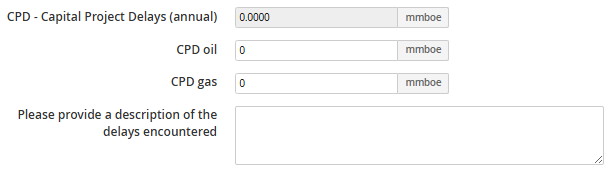 CPD - Capital Project Delays (annual) 0.0000 mmboe
CPD oil 0 mmboe
CPD gas 0 mmboe
Please provide a description of the
delays encountered